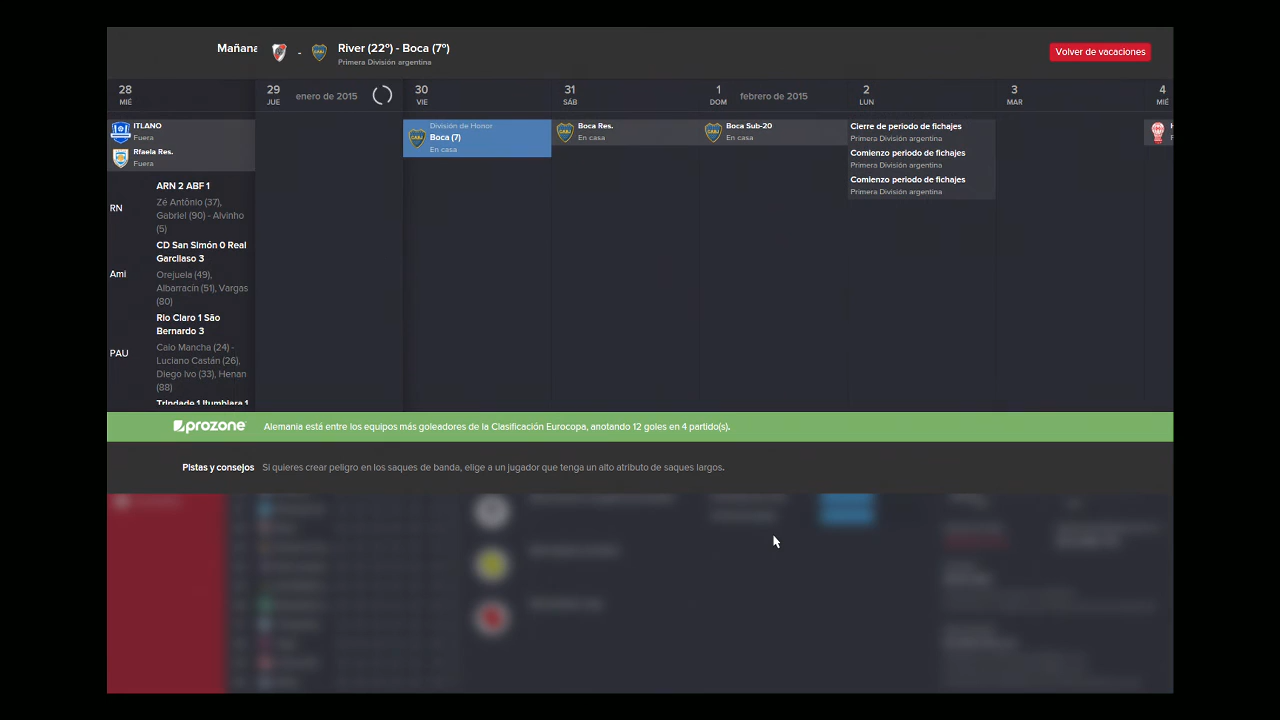 Mañana
-
River (22º) - Boca (7º)
Primera División argentina
Volver de vacaciones
28
MIÉ
29
JUE
enero de 2015
30
VIE
31
SÁB
1
DOM
febrero de 2015
2
LUN
3
MAR
4
MIÉ
ITLANO
Fuera
Rfaela Res.
Fuera
RN
ARN 2 ABF 1
Zé Antônio (37),
Gabriel (90) - Alvinho
(5)
Ami
CD San Simón 0 Real
Garcilaso 3
Orejuela (49),
Albarracín (51), Vargas
(80)
PAU
Rio Claro 1 São
Bernardo 3
Caio Mancha (24) -
Luciano Castán (26),
Diego Ivo (33), Henan
(88)
Trindade 1 Itumbiara 1
División de Honor
Boca (7)
En casa
Boca Res.
En casa
Boca Sub-20
En casa
Cierre de periodo de fichajes
Primera División argentina
Comienzo periodo de fichajes
Primera División argentina
Comienzo periodo de fichajes
Primera División argentina
prozone
Alemania está entre los equipos más goleadores de la Clasificación Eurocopa, anotando 12 goles en 4 partido(s).
Pistas y consejos
Si quieres crear peligro en los saques de banda, elige a un jugador que tenga un alto atributo de saques largos.